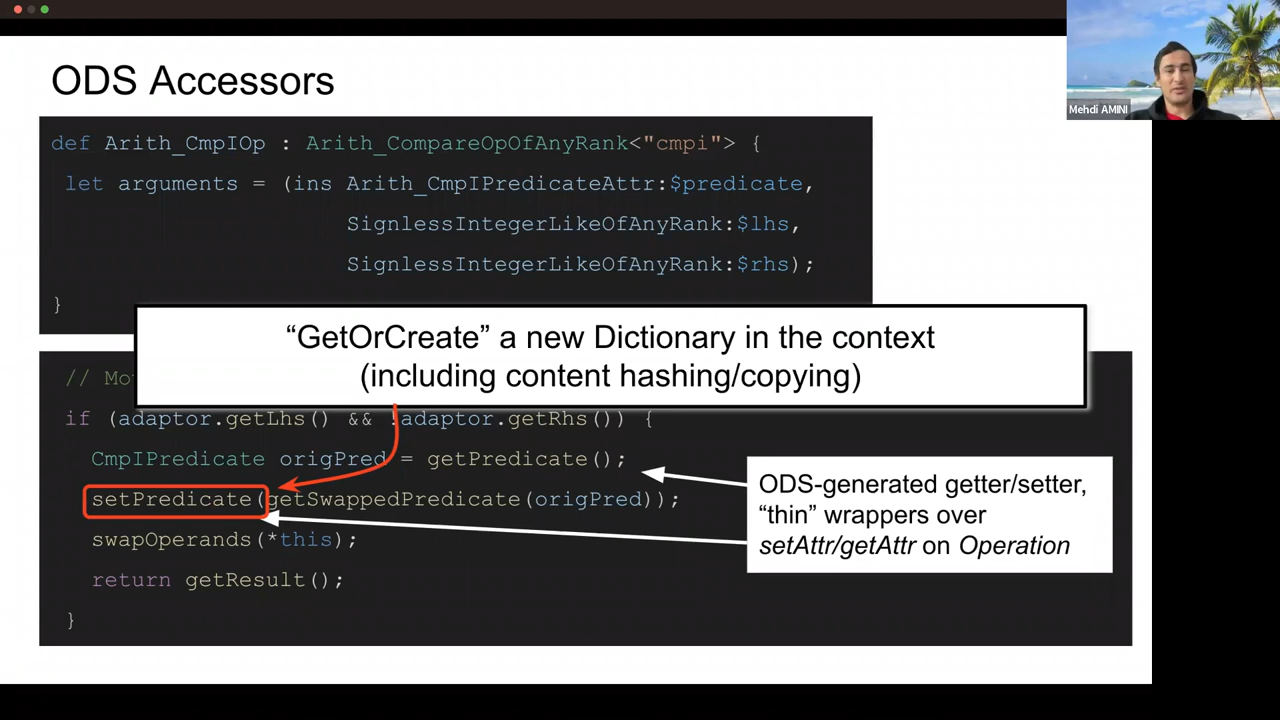 ODS Accessors
Mehdi AMINI
def Arith_CmpIOp : Arith_CompareOpOfAnyRank<"cmpi"> {
let arguments = (ins Arith_CmpIPredicateAttr:$predicate,
SignlessIntegerLikeOfAnyRank:$lhs,
SignlessIntegerLikeOfAnyRank:$rhs);
}
“GetOrCreate” a new Dictionary in the context
(including content hashing/copying)
// Mo
if (adaptor.getLhs() && !adaptor.getRhs()) {
CmpIPredicate origPred = getPredicate();
setPredicate(getSwappedPredicate(origPred));
swapOperands(*this);
return getResult();
}
ODS-generated getter/setter,
“thin” wrappers over
setAttr/getAttr on Operation